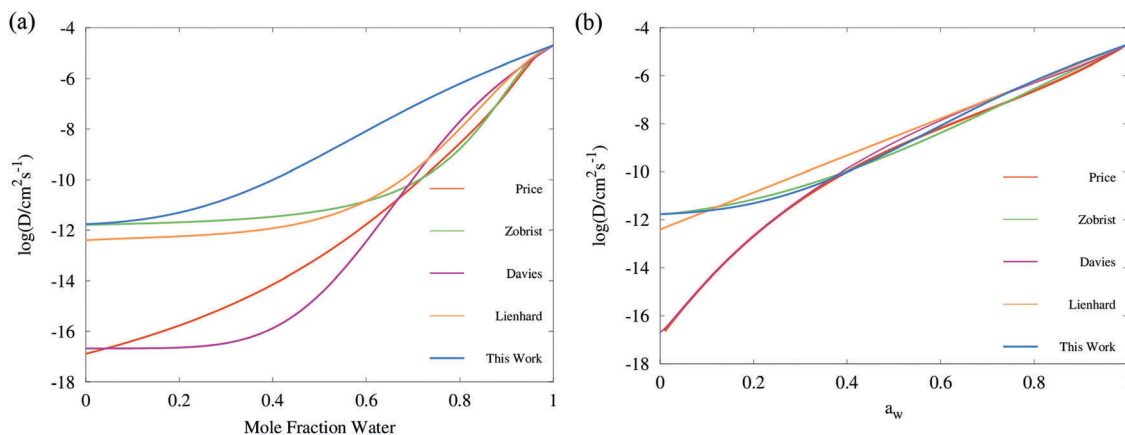 (a)
-4
-6
-8
-10
-12
-14
-16
-18
log(D/cm²s⁻¹)
0 0.2 0.4 0.6 0.8 1
Mole Fraction Water
Price
Zobrist
Davies
Lienhard
This Work
(b)
-4
-6
-8
-10
-12
-14
-16
-18
log(D/cm²s⁻¹)
0 0.2 0.4 0.6 0.8 1
a_w
Price
Zobrist
Davies
Lienhard
This Work